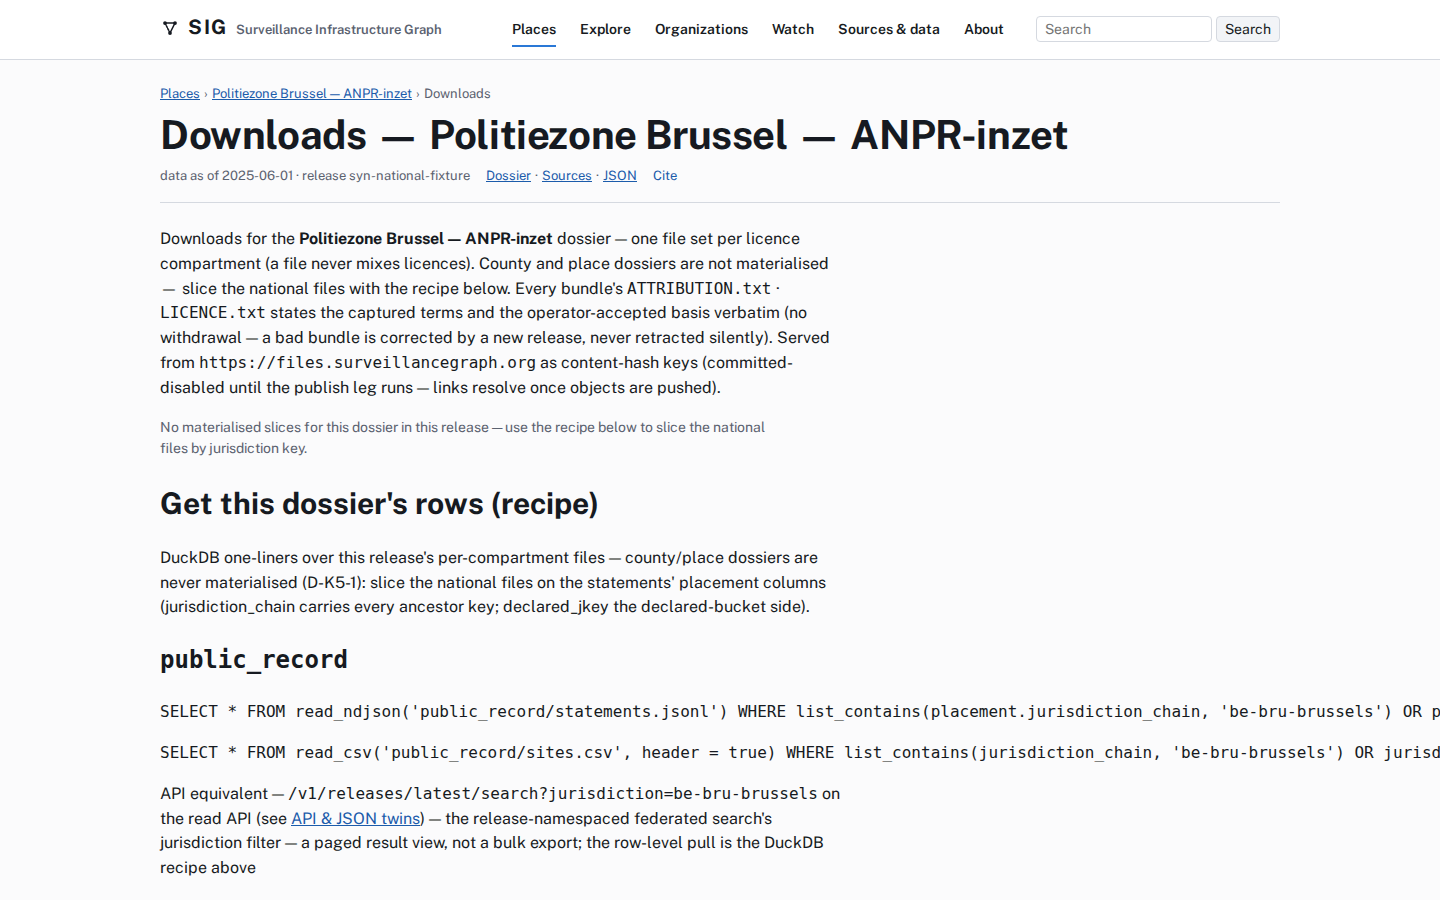 SIG Surveillance Infrastructure Graph Places Explore Organizations Watch Sources & data About Search Search
Places › Politiezone Brussel — ANPR-inzet › Downloads
Downloads — Politiezone Brussel — ANPR-inzet
data as of 2025-06-01 · release syn-national-fixture Dossier · Sources · JSON Cite
Downloads for the Politiezone Brussel — ANPR-inzet dossier — one file set per licence
compartment (a file never mixes licences). County and place dossiers are not materialised
— slice the national files with the recipe below. Every bundle's ATTRIBUTION.txt ·
LICENCE.txt states the captured terms and the operator-accepted basis verbatim (no
withdrawal — a bad bundle is corrected by a new release, never retracted silently). Served
from https://files.surveillancegraph.org as content-hash keys (committed-
disabled until the publish leg runs — links resolve once objects are pushed).
No materialised slices for this dossier in this release — use the recipe below to slice the national
files by jurisdiction key.
Get this dossier's rows (recipe)
DuckDB one-liners over this release's per-compartment files — county/place dossiers are
never materialised (D-K5-1): slice the national files on the statements' placement columns
(jurisdiction_chain carries every ancestor key; declared_jkey the declared-bucket side).
public_record
SELECT * FROM read_ndjson('public_record/statements.jsonl') WHERE list_contains(placement.jurisdiction_chain, 'be-bru-brussels') OR p
SELECT * FROM read_csv('public_record/sites.csv', header = true) WHERE list_contains(jurisdiction_chain, 'be-bru-brussels') OR jurisd
API equivalent — /v1/releases/latest/search?jurisdiction=be-bru-brussels on
the read API (see API & JSON twins) — the release-namespaced federated search's
jurisdiction filter — a paged result view, not a bulk export; the row-level pull is the DuckDB
recipe above